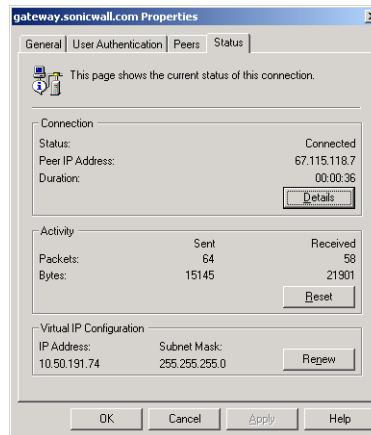 gateway.sonicwall.com Properties
General User Authentication Peers Status
This page shows the current status of this connection.
Connection
Status: Connected
Peer IP Address: 67.115.118.7
Duration: 00:00:36
Details
Activity
Sent Received
Packets: 64 58
Bytes: 15145 21901
Reset
Virtual IP Configuration
IP Address: Subnet Mask:
10.50.191.74 255.255.255.0
Renew
OK Cancel Apply Help